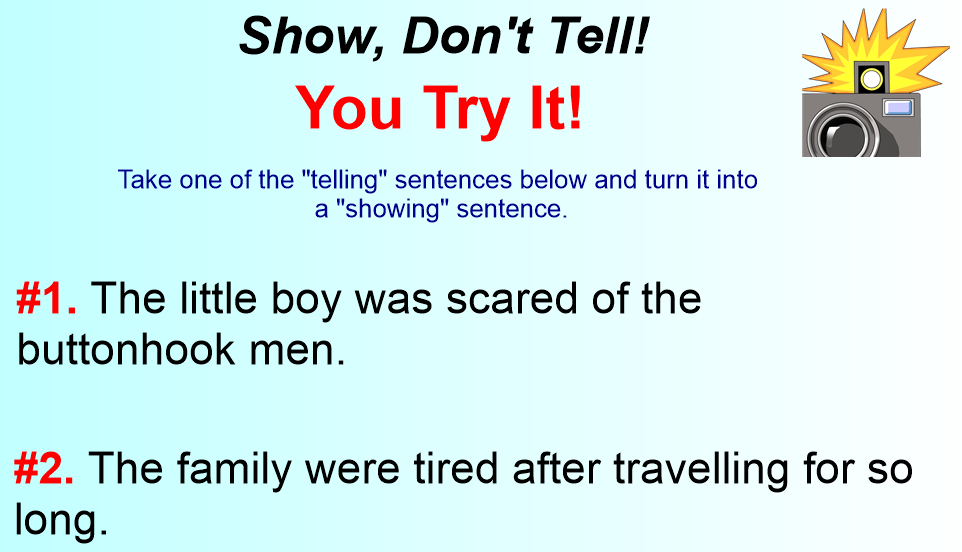 Show, Don't Tell!
You Try It!
Take one of the "telling" sentences below and turn it into
a "showing" sentence.
#1. The little boy was scared of the
buttonhook men.
#2. The family were tired after travelling for so
long.